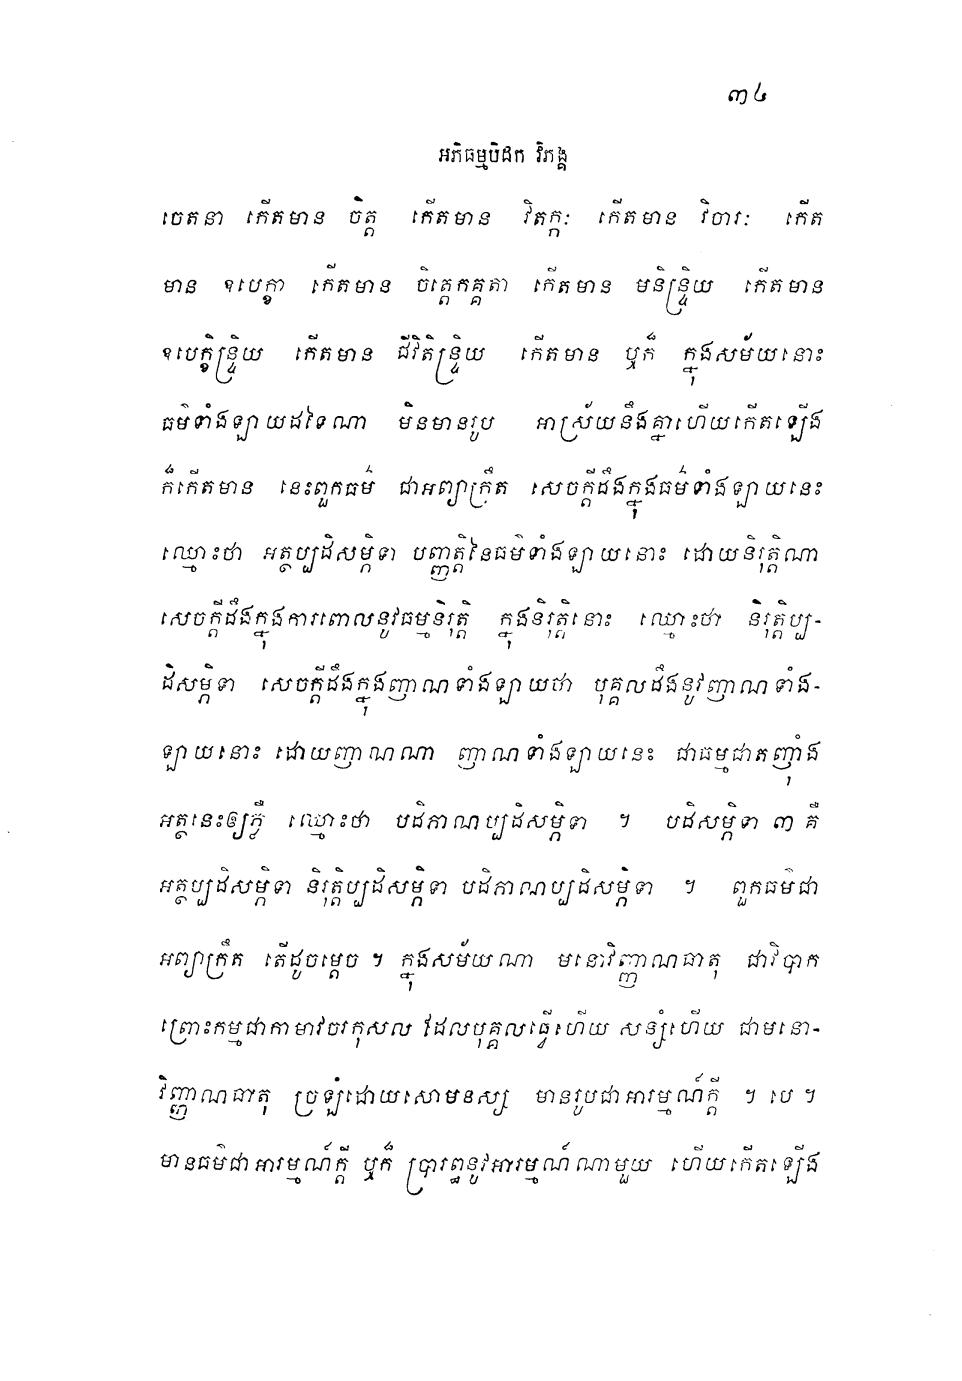 ៣៤
អភិធម្មបិដក វិភង្គ
ចេតនា កើតមាន ចិត្ត កើតមាន វិតក្កៈ កើតមាន វិចារៈ កើត
មាន ឧបេក្ខា កើតមាន ចិត្តេកគ្គតា កើតមាន មនិន្ទ្រិយ កើតមាន
ឧបេក្ខិន្ទ្រិយ កើតមាន ជីវិតិន្ទ្រិយ កើតមាន ឬក៏ ក្នុងសម័យនោះ
ធម៌ទាំងឡាយដទៃណា មិនមានរូប អាស្រ័យនឹងគ្នាហើយកើតឡើង
ក៏កើតមាន នេះពួកធម៌ ជាអព្យាក្រឹត សេចក្តីដឹងក្នុងធម៌ទាំងឡាយនេះ
ឈ្មោះថា អត្ថប្បដិសម្ភិទា បញ្ញត្តិនៃធម៌ទាំងឡាយនោះ ដោយនិរុត្តិណា
សេចក្តីដឹងក្នុងការពោលនូវធម្មនិរុត្តិ ក្នុងនិរុត្តិនោះ ឈ្មោះថា និរុត្តិប្ប-
ដិសម្ភិទា សេចក្តីដឹងក្នុងញាណទាំងឡាយថា បុគ្គលដឹងនូវញាណទាំង-
ឡាយនោះ ដោយញាណណា ញាណទាំងឡាយនេះ ជាធម្មជាតញុំាង
អត្ថនេះឲ្យភ្លឺ ឈ្មោះថា បដិភាណប្បដិសម្ភិទា ។ បដិសម្ភិទា ៣ គឺ
អត្ថប្បដិសម្ភិទា និរុត្តិប្បដិសម្ភិទា បដិភាណប្បដិសម្ភិទា ។ ពួកធម៌ជា
អព្យាក្រឹត តើដូចម្តេច ។ ក្នុងសម័យណា មនោវិញ្ញាណធាតុ ជាវិបាក
ព្រោះកម្មជាកាមាវចរកុសល ដែលបុគ្គលធ្វើហើយ សន្សំហើយ ជាមនោ-
វិញ្ញាណធាតុ ច្រឡំដោយសោមនស្ស មានរូបជាអារម្មណ៍ក្តី ។ បេ ។
មានធម៌ជាអារម្មណ៍ក្តី ឬក៏ ប្រារព្ធនូវអារម្មណ៍ណាមួយ ហើយកើតឡើង